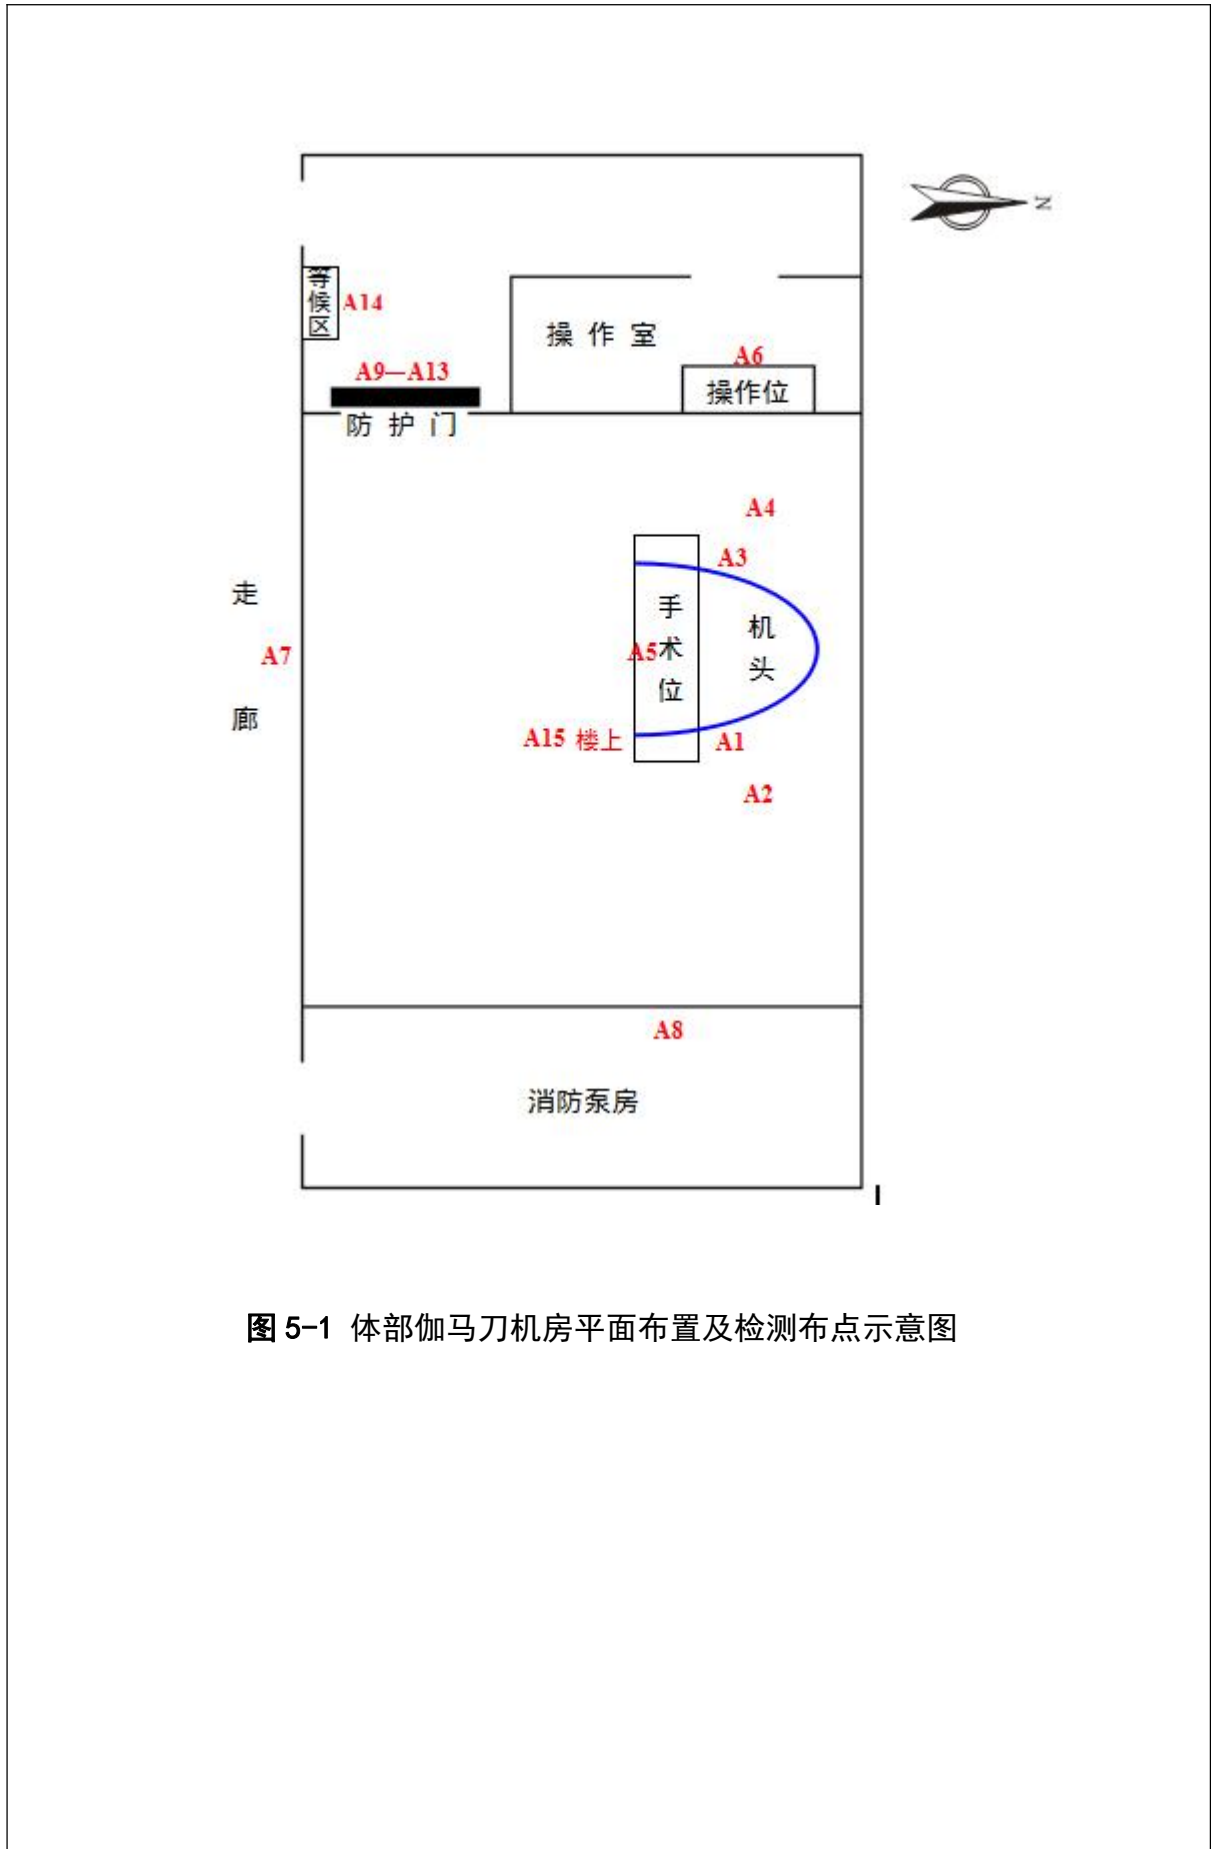 N
等候区
A14
操 作 室
A9—A13
A6
操作位
防 护 门
A4
A3
走廊
A7
手术位
机头
A5
A15 楼上
A1
A2
A8
消防泵房
图 5-1 体部伽马刀机房平面布置及检测布点示意图